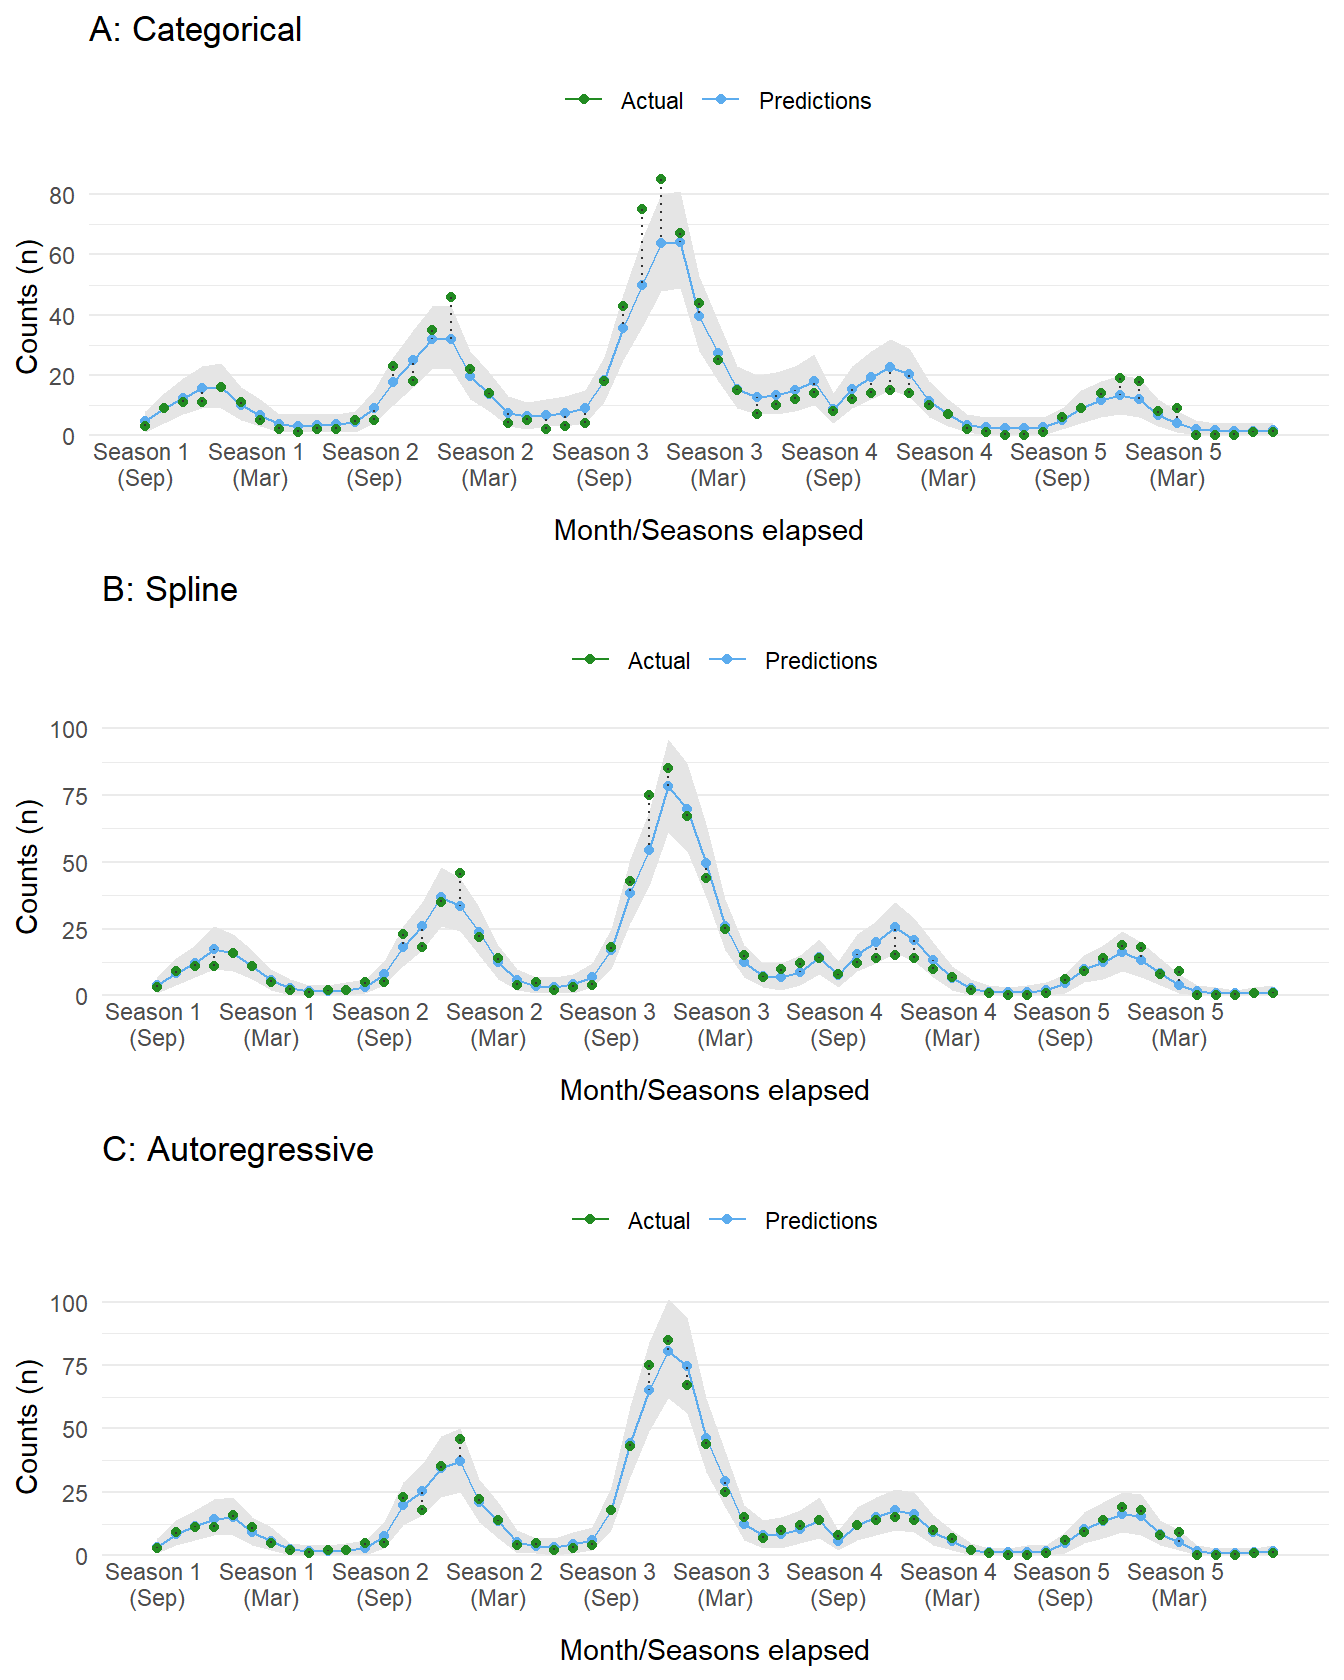 A: Categorical
Actual Predictions
Counts (n)
80
60
40
20
0
Season 1 Season 1 Season 2 Season 2 Season 3 Season 3 Season 4 Season 4 Season 5 Season 5
(Sep) (Mar) (Sep) (Mar) (Sep) (Mar) (Sep) (Mar) (Sep) (Mar)
Month/Seasons elapsed
B: Spline
Actual Predictions
Counts (n)
100
75
50
25
0
Season 1 Season 1 Season 2 Season 2 Season 3 Season 3 Season 4 Season 4 Season 5 Season 5
(Sep) (Mar) (Sep) (Mar) (Sep) (Mar) (Sep) (Mar) (Sep) (Mar)
Month/Seasons elapsed
C: Autoregressive
Actual Predictions
Counts (n)
100
75
50
25
0
Season 1 Season 1 Season 2 Season 2 Season 3 Season 3 Season 4 Season 4 Season 5 Season 5
(Sep) (Mar) (Sep) (Mar) (Sep) (Mar) (Sep) (Mar) (Sep) (Mar)
Month/Seasons elapsed